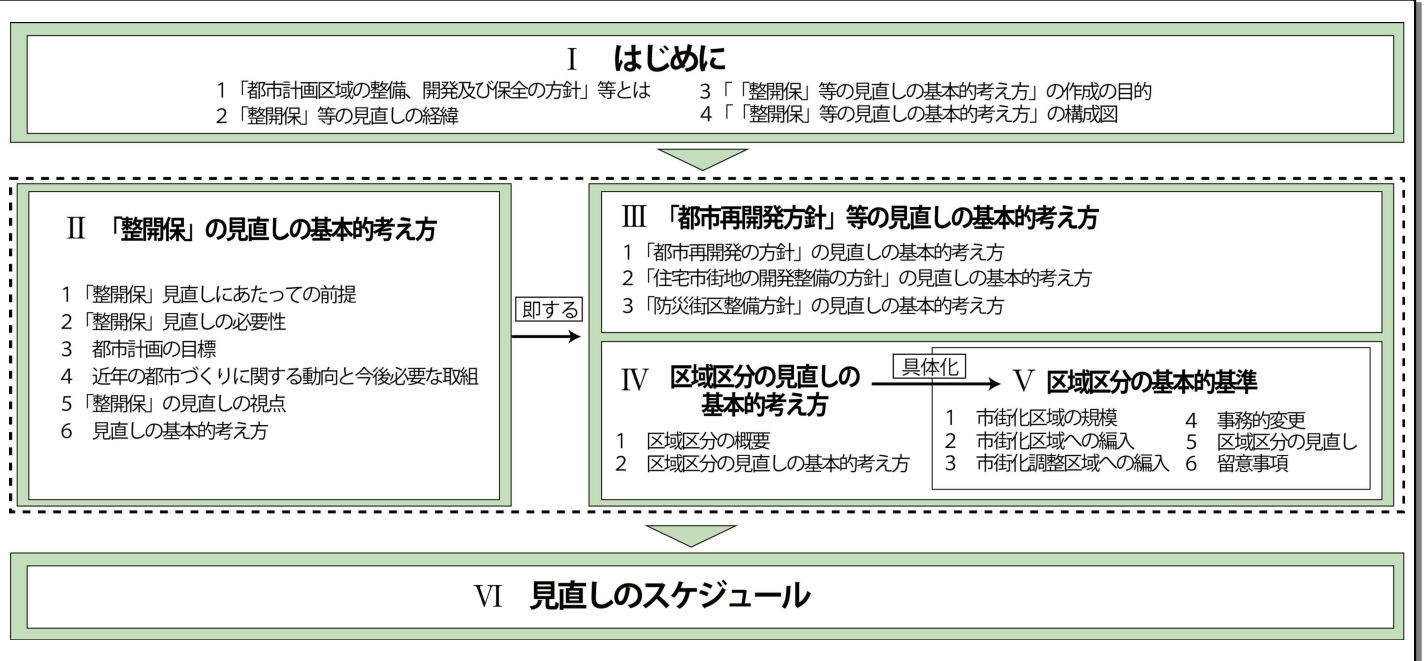 Ⅰ はじめに
1「都市計画区域の整備、開発及び保全の方針」等とは
2「整開保」等の見直しの経緯
3「「整開保」等の見直しの基本的考え方」の作成の目的
4「「整開保」等の見直しの基本的考え方」の構成図
Ⅱ 「整開保」の見直しの基本的考え方
1「整開保」見直しにあたっての前提
2「整開保」見直しの必要性
3 都市計画の目標
4 近年の都市づくりに関する動向と今後必要な取組
5「整開保」の見直しの視点
6 見直しの基本的考え方
即する
Ⅲ 「都市再開発方針」等の見直しの基本的考え方
1「都市再開発の方針」の見直しの基本的考え方
2「住宅市街地の開発整備の方針」の見直しの基本的考え方
3「防災街区整備方針」の見直しの基本的考え方
Ⅳ 区域区分の見直しの
基本的考え方
1 区域区分の概要
2 区域区分の見直しの基本的考え方
具体化
Ⅴ 区域区分の基本的基準
1 市街化区域の規模
2 市街化区域への編入
3 市街化調整区域への編入
4 事務的変更
5 区域区分の見直し
6 留意事項
Ⅵ 見直しのスケジュール